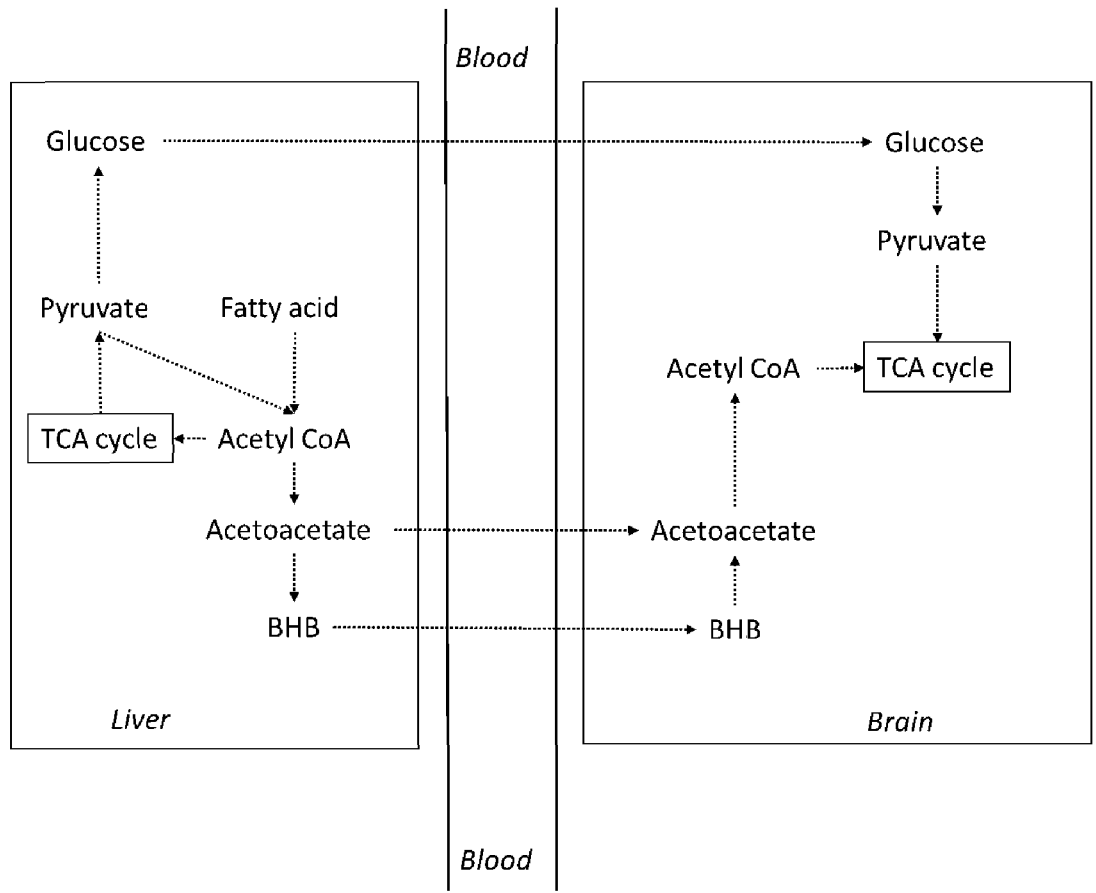 Blood
Glucose
Glucose
Pyruvate
Pyruvate
Fatty acid
Acetyl CoA
TCA cycle
TCA cycle
Acetyl CoA
Acetoacetate
Acetoacetate
BHB
BHB
Liver
Brain
Blood